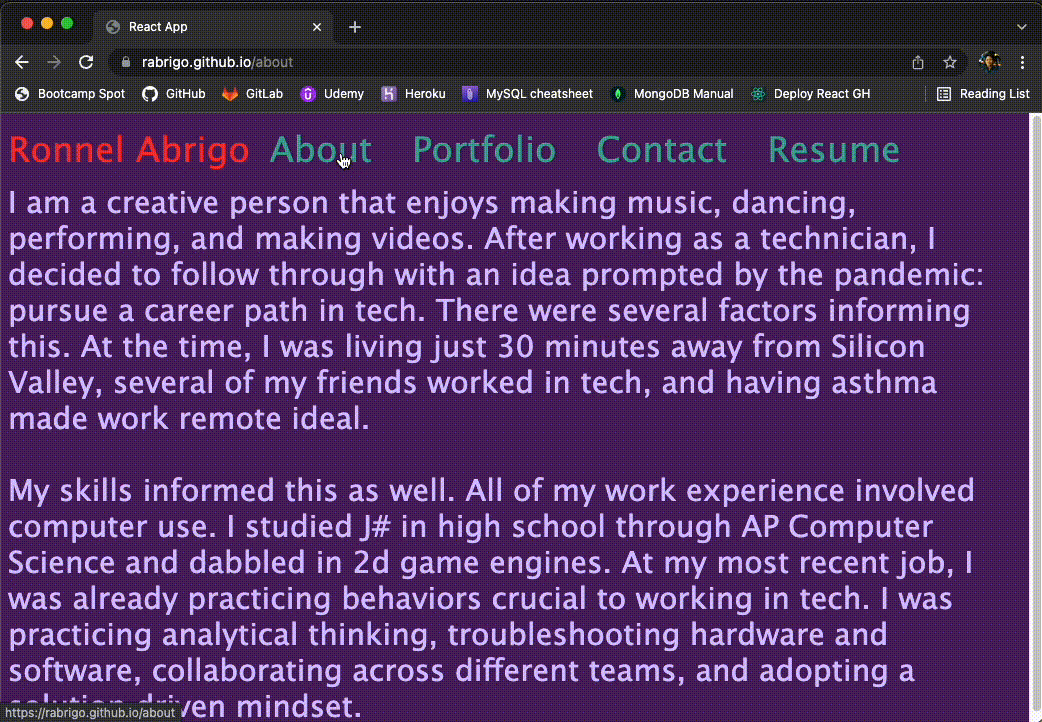 React App
rabrigo.github.io/about
Bootcamp Spot GitHub GitLab Udemy Heroku MySQL cheatsheet MongoDB Manual Deploy React GH Reading List
Ronnel Abrigo About Portfolio Contact Resume
I am a creative person that enjoys making music, dancing,
performing, and making videos. After working as a technician, I
decided to follow through with an idea prompted by the pandemic:
pursue a career path in tech. There were several factors informing
this. At the time, I was living just 30 minutes away from Silicon
Valley, several of my friends worked in tech, and having asthma
made work remote ideal.
My skills informed this as well. All of my work experience involved
computer use. I studied J# in high school through AP Computer
Science and dabbled in 2d game engines. At my most recent job, I
was already practicing behaviors crucial to working in tech. I was
practicing analytical thinking, troubleshooting hardware and
software, collaborating across different teams, and adopting a
solution driven mindset.
https://rabrigo.github.io/about